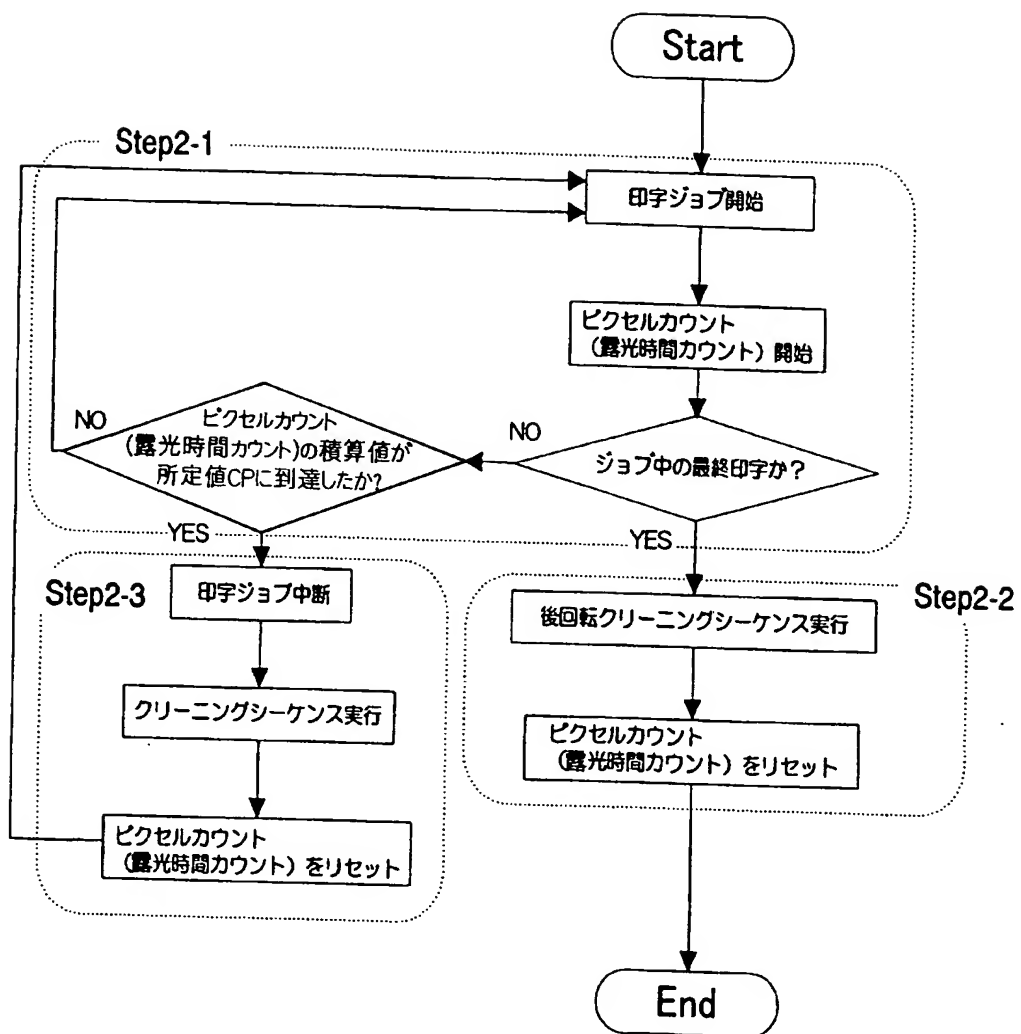 Start
Step2-1
印字ジョブ開始
ピクセルカウント
(露光時間カウント) 開始
NO
ピクセルカウント
(露光時間カウント)の積算値が
所定値CPに到達したか?
NO
ジョブ中の最終印字か?
YES
YES
Step2-3
印字ジョブ中断
Step2-2
後回転クリーニングシーケンス実行
クリーニングシーケンス実行
ピクセルカウント
(露光時間カウント) をリセット
ピクセルカウント
(露光時間カウント) をリセット
End